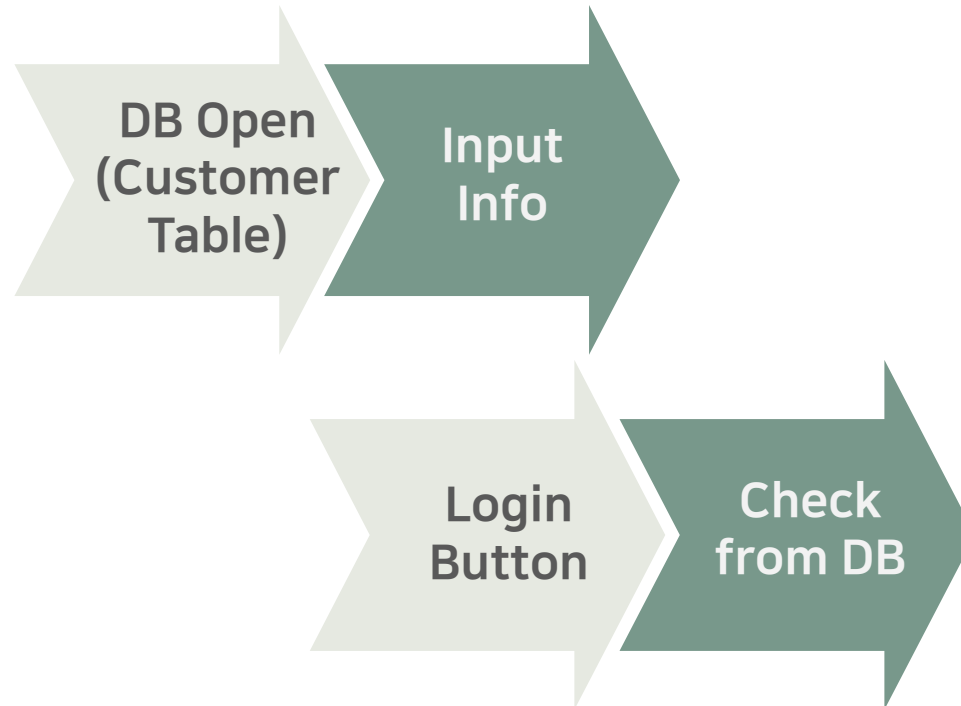 DB Open
(Customer
Table)
Input
Info
Login
Button
Check
from DB